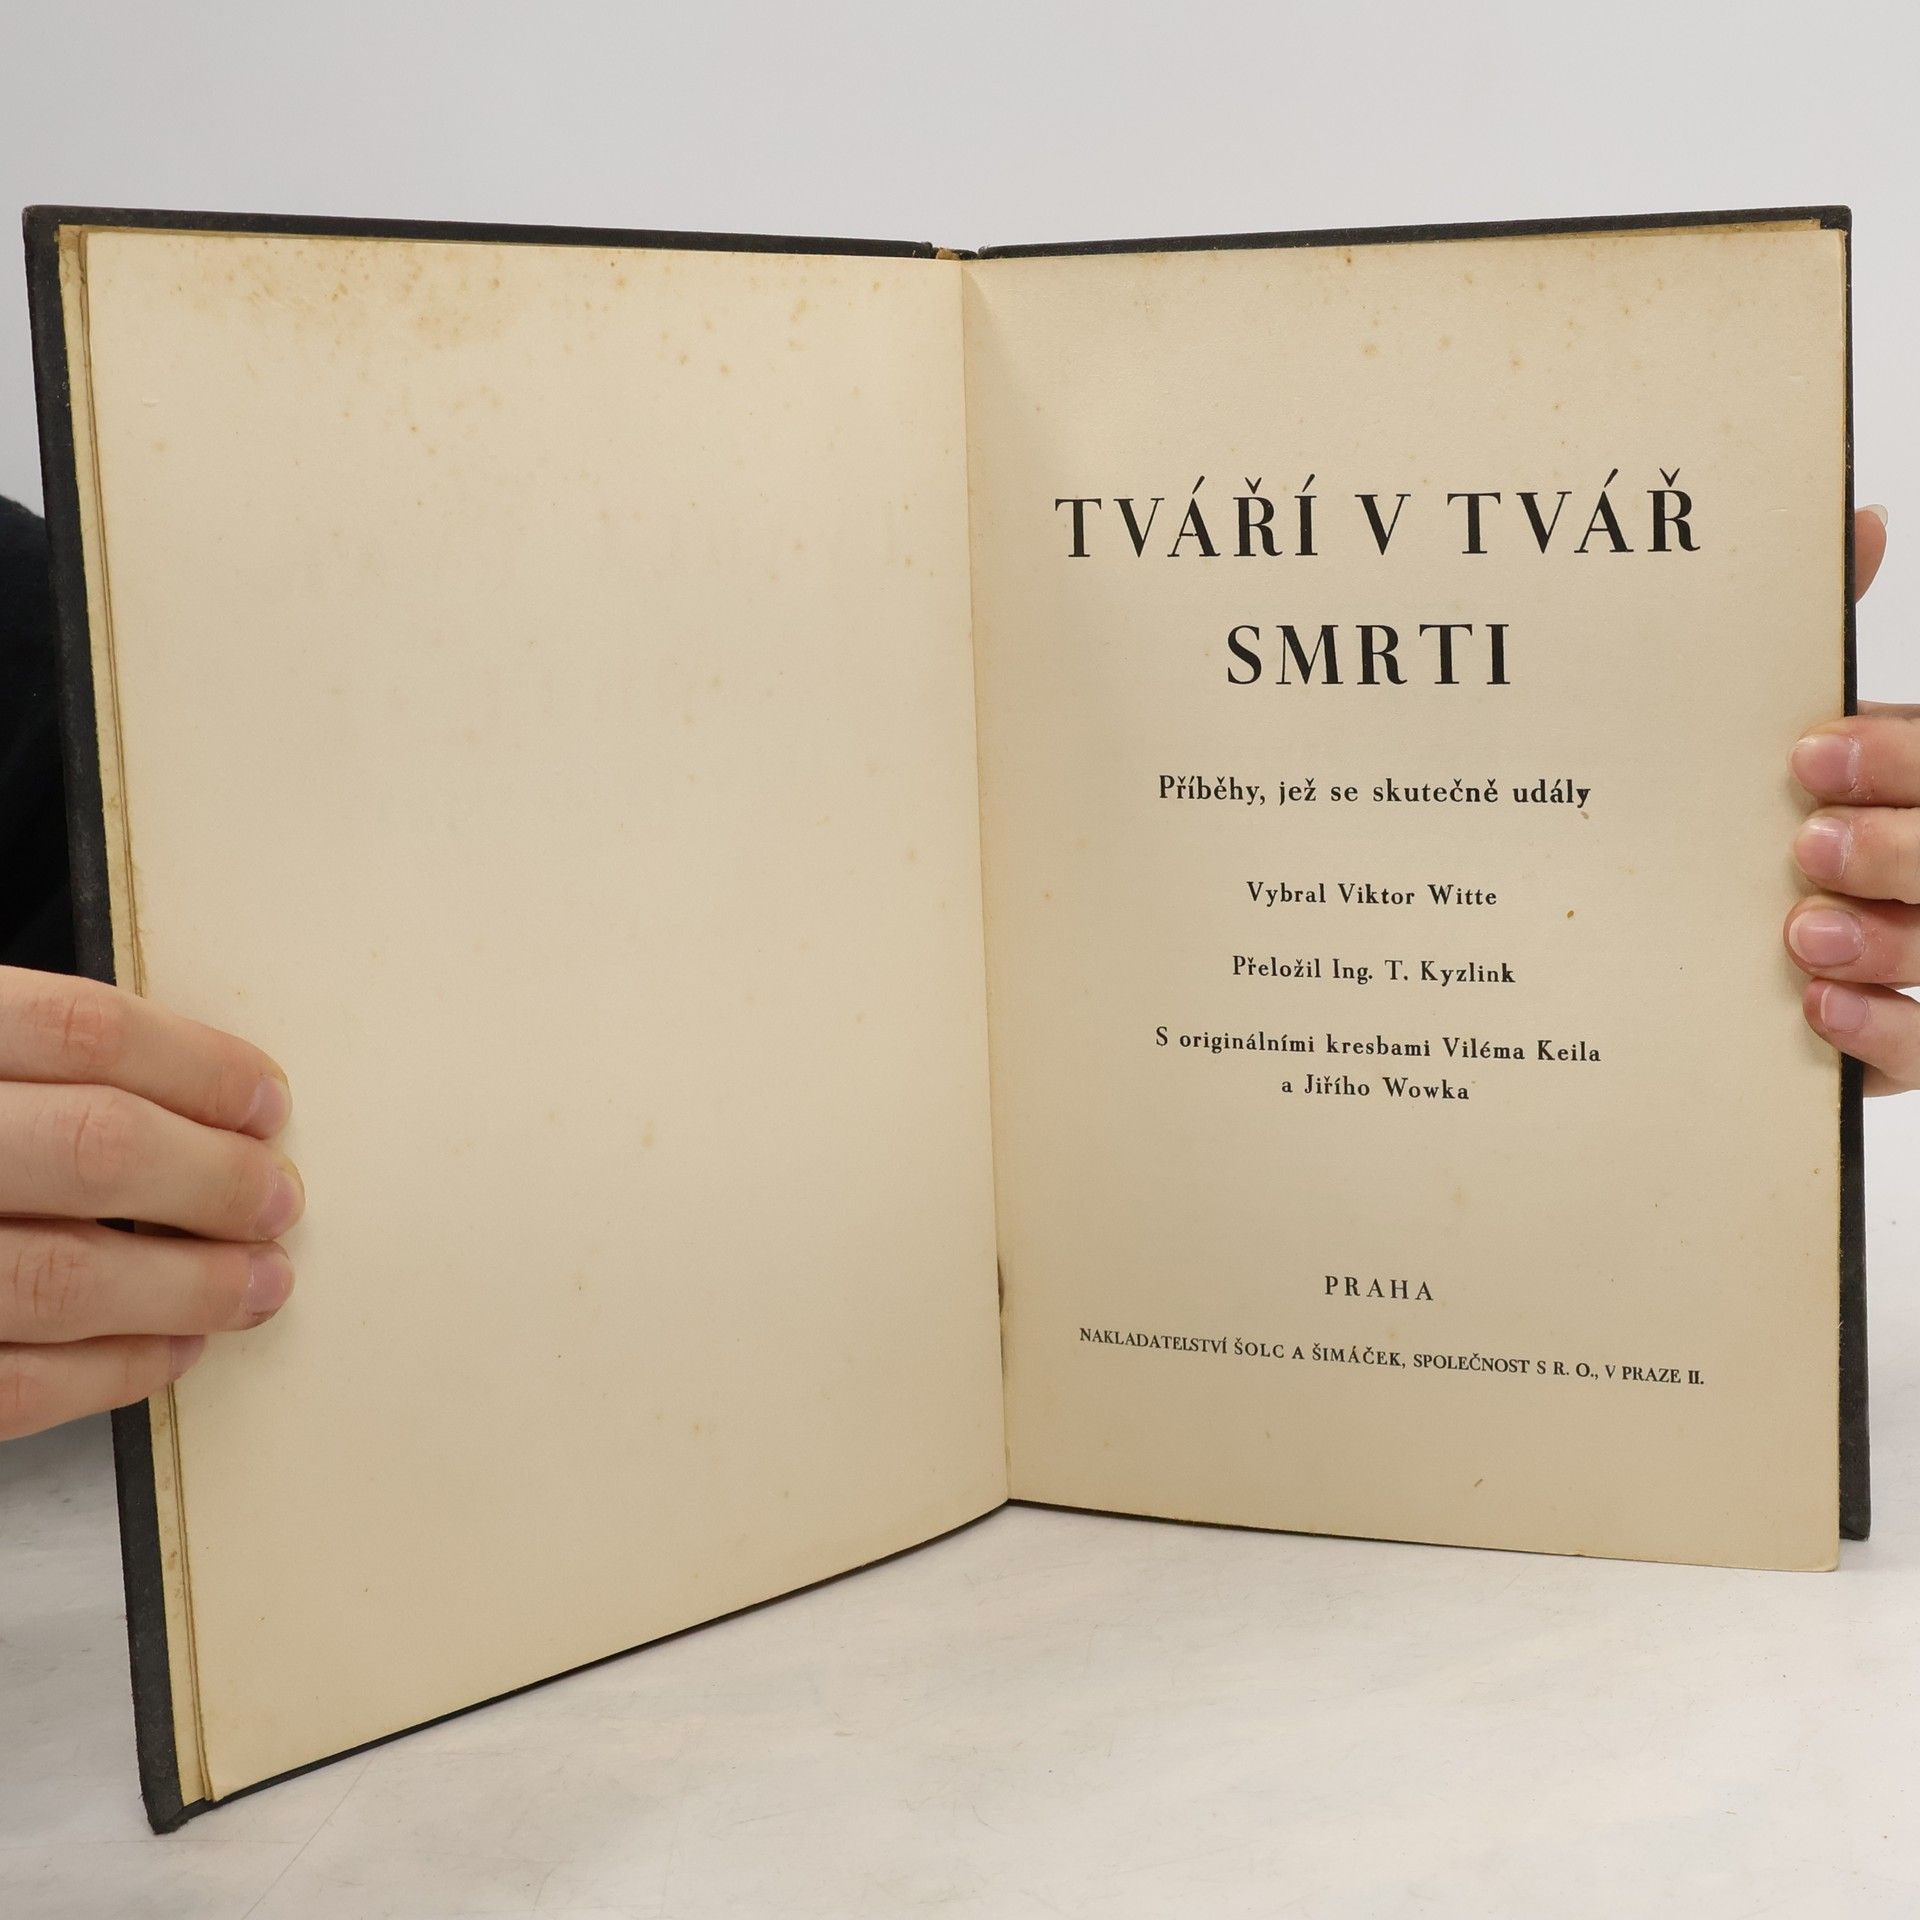 TVÁŘÍ V TVÁŘ
SMRTI
Příběhy, jež se skutečně udály
Vybral Viktor Witte
Přeložil Ing. T. Kyzlink
S originálními kresbami Viléma Keila
a Jiřího Wowka
PRAHA
NAKLADATELSTVÍ ŠOLC A ŠIMÁČEK, SPOLEČNOST S R. O., V PRAZE II.